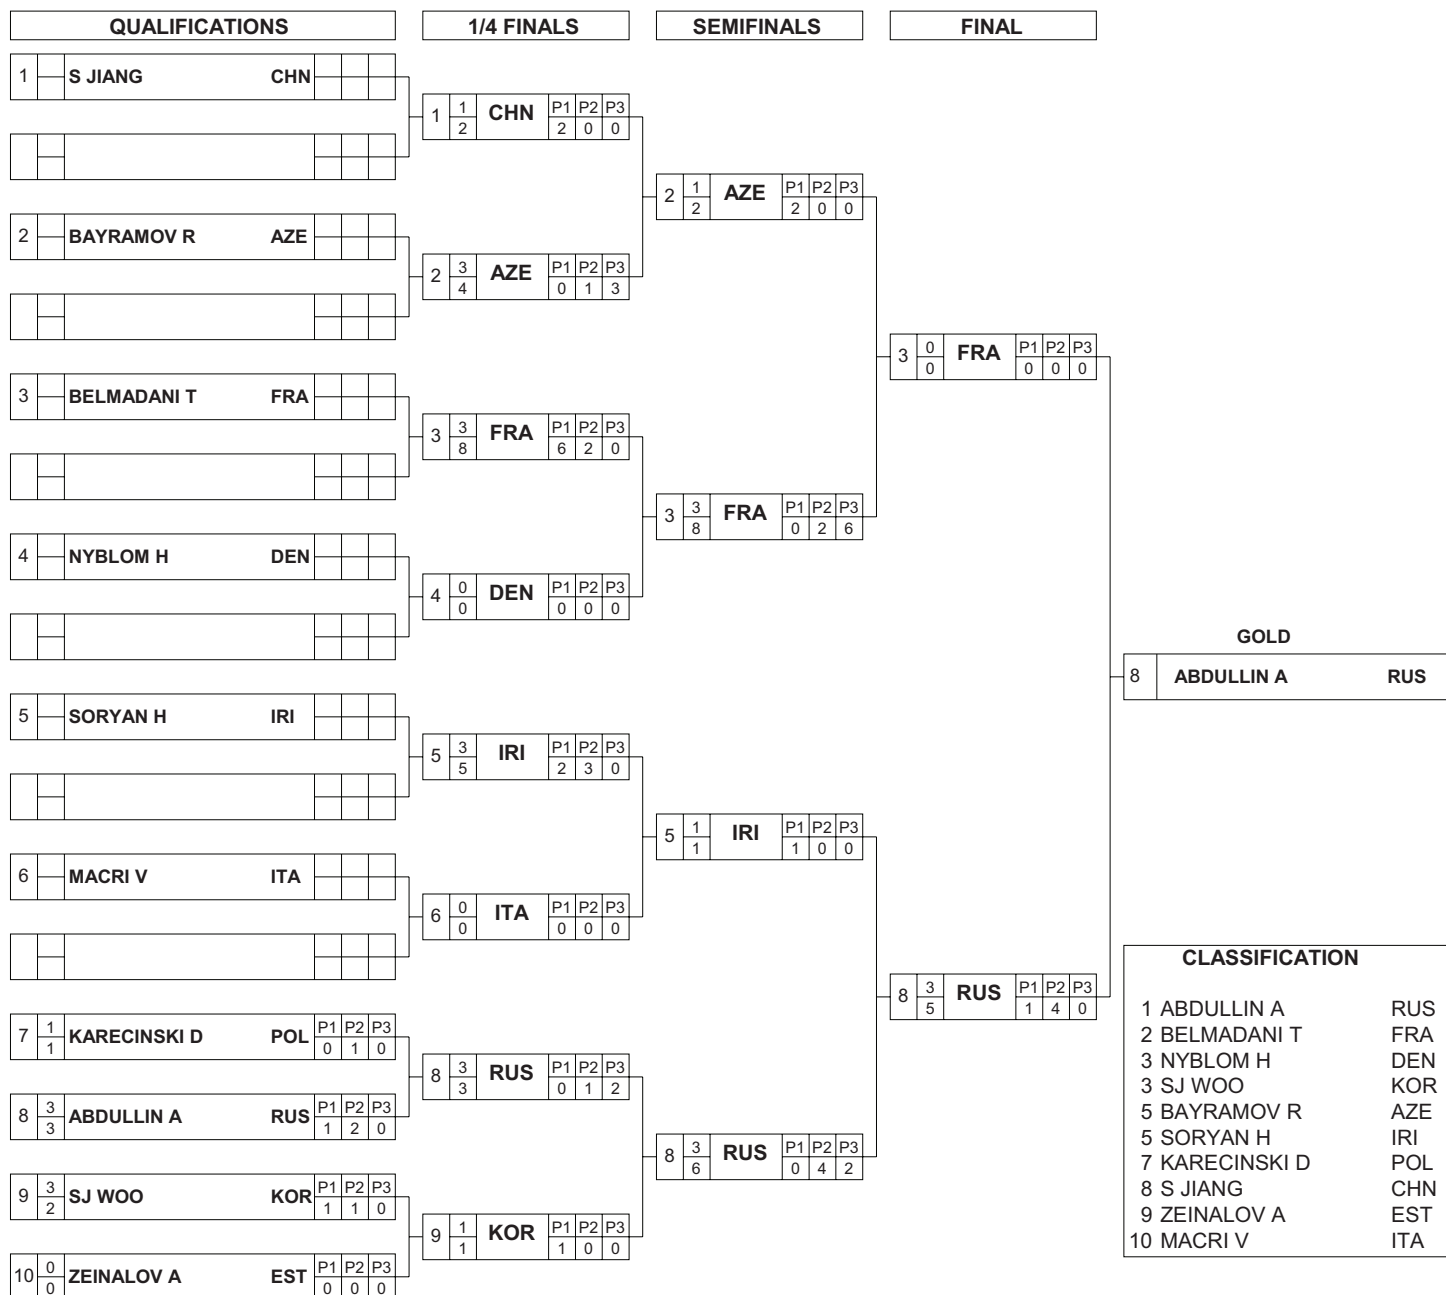 QUALIFICATIONS 1/4 FINALS SEMIFINALS FINAL
1 S JIANG CHN
1 1 CHN P1 P2 P3
2 2 0 0
2 1 AZE P1 P2 P3
2 2 0 0
2 BAYRAMOV R AZE
2 3 AZE P1 P2 P3
4 0 1 3
3 0 FRA P1 P2 P3
0 0 0 0
3 BELMADANI T FRA
3 3 FRA P1 P2 P3
8 6 2 0
3 3 FRA P1 P2 P3
8 0 2 6
4 NYBLOM H DEN
4 0 DEN P1 P2 P3
0 0 0 0
GOLD
8 ABDULLIN A RUS
5 SORYAN H IRI
5 3 IRI P1 P2 P3
5 2 3 0
5 1 IRI P1 P2 P3
1 1 0 0
6 MACRI V ITA
6 0 ITA P1 P2 P3
0 0 0 0
8 3 RUS P1 P2 P3
5 1 4 0
7 1 KARECINSKI D POL P1 P2 P3
1 0 1 0
8 3 RUS P1 P2 P3
3 0 1 2
8 3 ABDULLIN A RUS P1 P2 P3
3 1 2 0
8 3 RUS P1 P2 P3
6 0 4 2
9 3 SJ WOO KOR P1 P2 P3
2 1 1 0
9 1 KOR P1 P2 P3
1 1 0 0
10 0 ZEINALOV A EST P1 P2 P3
0 0 0 0
CLASSIFICATION
1 ABDULLIN A RUS
2 BELMADANI T FRA
3 NYBLOM H DEN
3 SJ WOO KOR
5 BAYRAMOV R AZE
5 SORYAN H IRI
7 KARECINSKI D POL
8 S JIANG CHN
9 ZEINALOV A EST
10 MACRI V ITA